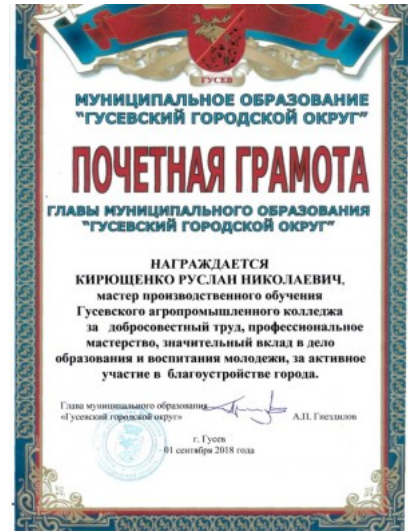 ГУСЕВ
МУНИЦИПАЛЬНОЕ ОБРАЗОВАНИЕ
"ГУСЕВСКИЙ ГОРОДСКОЙ ОКРУГ"
ПОЧЕТНАЯ ГРАМОТА
ГЛАВЫ МУНИЦИПАЛЬНОГО ОБРАЗОВАНИЯ
"ГУСЕВСКИЙ ГОРОДСКОЙ ОКРУГ"
НАГРАЖДАЕТСЯ
КИРЮЩЕНКО РУСЛАН НИКОЛАЕВИЧ,
мастер производственного обучения
Гусевского агропромышленного колледжа
за добросовестный труд, профессиональное
мастерство, значительный вклад в дело
образования и воспитания молодежи, за активное
участие в благоустройстве города.
Глава муниципального образования
«Гусевский городской округ» А.П. Гнездилов
г. Гусев
01 сентября 2018 года